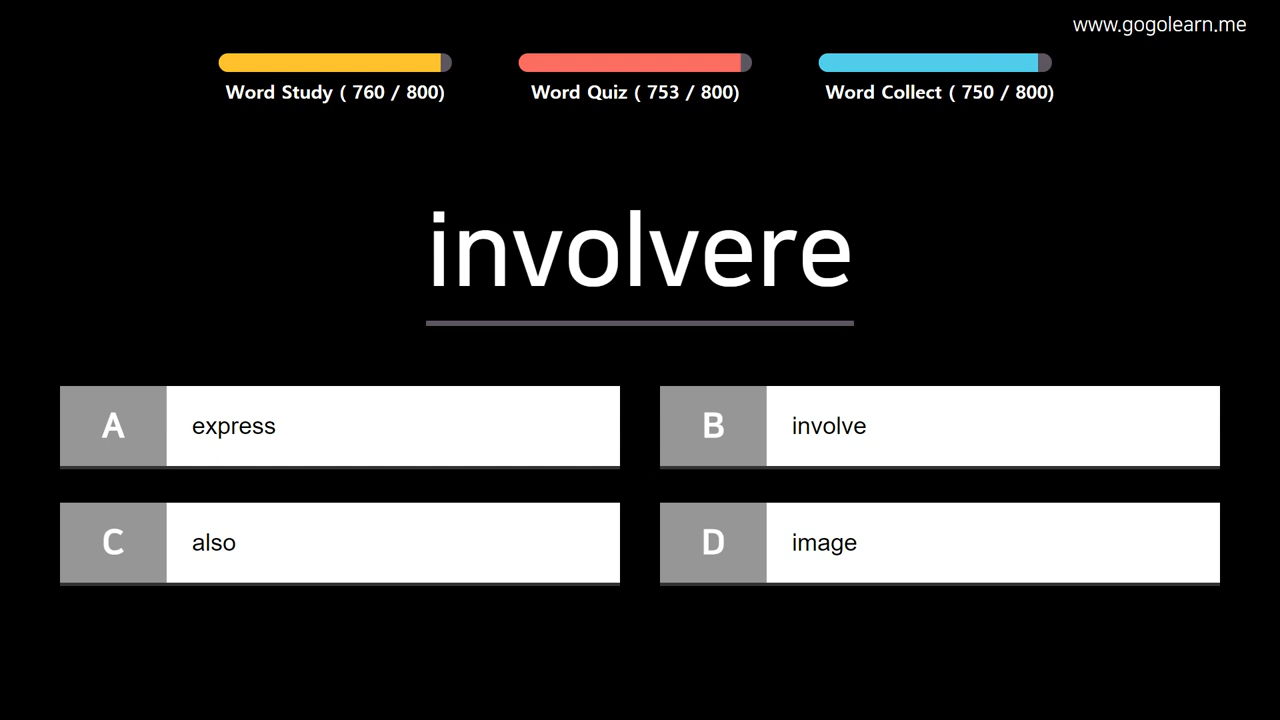 www.gogolearn.me
Word Study ( 760 / 800)
Word Quiz ( 753 / 800)
Word Collect ( 750 / 800)
involvere
A express
B involve
C also
D image